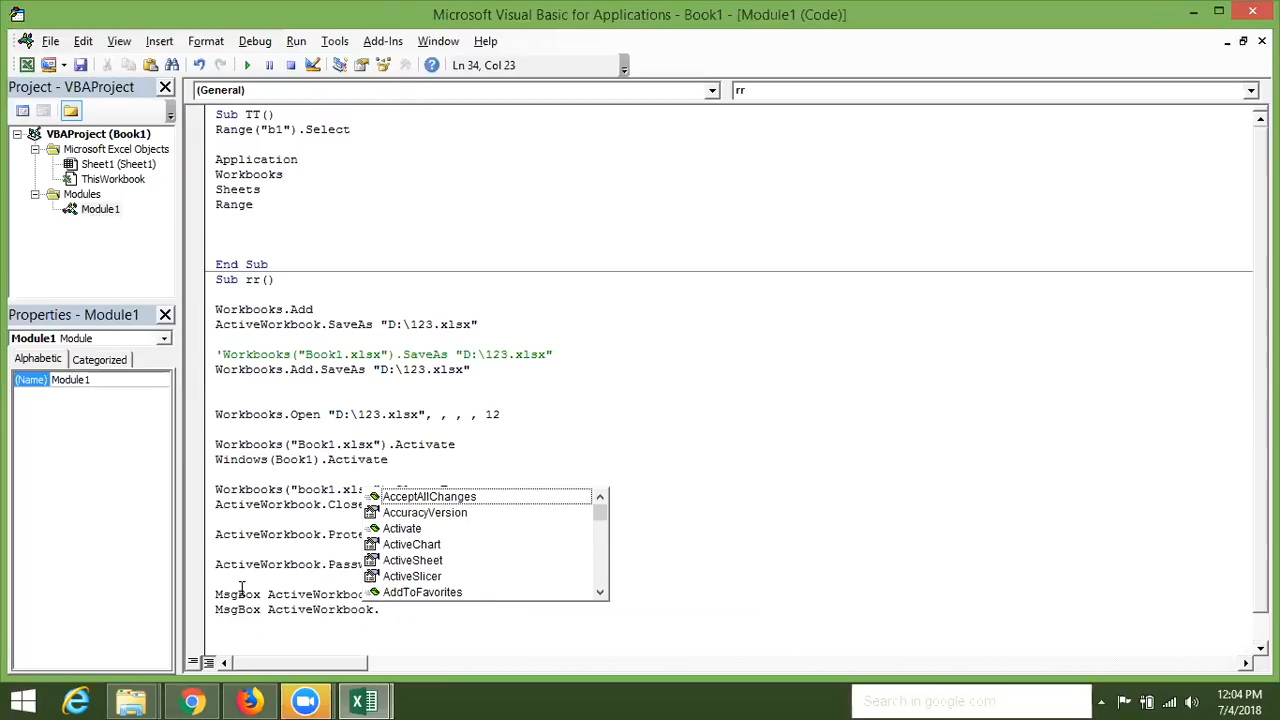 Microsoft Visual Basic for Applications - Book1 - [Module1 (Code)]
File Edit View Insert Format Debug Run Tools Add-Ins Window Help
Ln 34, Col 23
Project - VBAProject
(General)
rr
VBAProject (Book1)
Microsoft Excel Objects
Sheet1 (Sheet1)
ThisWorkbook
Modules
Module1
Properties - Module1
Module1 Module
Alphabetic Categorized
(Name) Module1
Sub TT()
Range("b1").Select
Application
Workbooks
Sheets
Range
End Sub
Sub rr()
Workbooks.Add
ActiveWorkbook.SaveAs "D:\123.xlsx"
'Workbooks("Book1.xlsx").SaveAs "D:\123.xlsx"
Workbooks.Add.SaveAs "D:\123.xlsx"
Workbooks.Open "D:\123.xlsx", , , , 12
Workbooks("Book1.xlsx").Activate
Windows(Book1).Activate
Workbooks("book1.xls
ActiveWorkbook.Close
ActiveWorkbook.Prote
ActiveWorkbook.Passw
MsgBox ActiveWorkboo
MsgBox ActiveWorkbook.
AcceptAllChanges
AccuracyVersion
Activate
ActiveChart
ActiveSheet
ActiveSlicer
AddToFavorites
Search in google.com
12:04 PM
7/4/2018